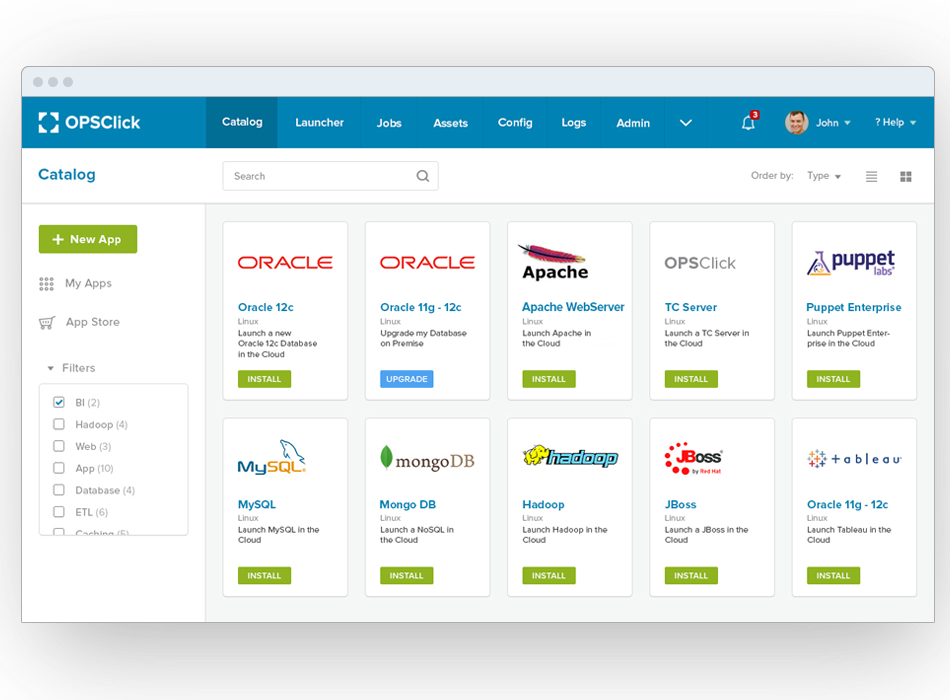 OPSClick
Catalog Launcher Jobs Assets Config Logs Admin 3 John ? Help
Catalog
Search
Order by: Type
+ New App
My Apps
App Store
Filters
BI (2)
Hadoop (4)
Web (3)
App (10)
Database (4)
ETL (6)
Caching (5)
ORACLE
Oracle 12c
Linux
Launch a new
Oracle 12c Database
in the Cloud
INSTALL
ORACLE
Oracle 11g - 12c
Linux
Upgrade my Database
on Premise
UPGRADE
Apache
Apache WebServer
Linux
Launch Apache in
the Cloud
INSTALL
OPSClick
TC Server
Linux
Launch a TC Server in
the Cloud
INSTALL
puppet
labs®
Puppet Enterprise
Linux
Launch Puppet Enter-
prise in the Cloud
INSTALL
MySQL®
MySQL
Linux
Launch MySQL in the
Cloud
INSTALL
mongoDB
Mongo DB
Linux
Launch a NoSQL in
the Cloud
INSTALL
hadoop
Hadoop
Linux
Launch Hadoop in the
Cloud
INSTALL
JBoss
by Red Hat
JBoss
Linux
Launch a JBoss in the
Cloud
INSTALL
+ableau
Oracle 11g - 12c
Linux
Launch Tableau in the
Cloud
INSTALL